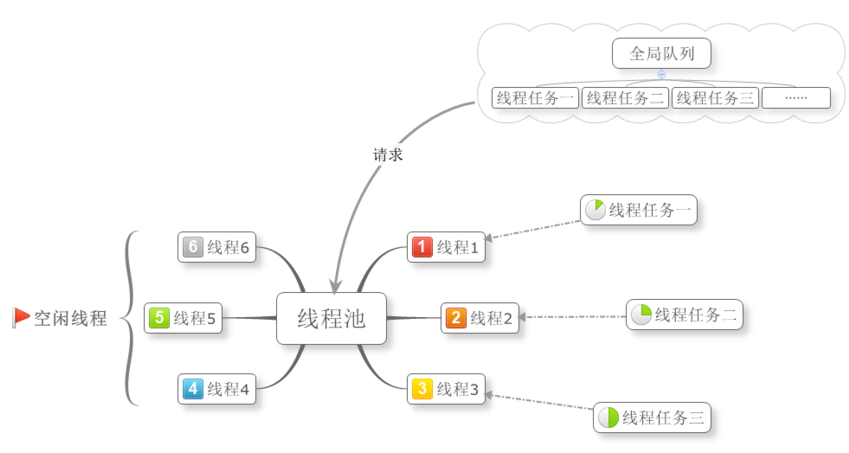 全局队列
线程任务一 线程任务二 线程任务三 ······
请求
线程任务一
6 线程6
1 线程1
空闲线程
5 线程5
线程池
2 线程2
线程任务二
4 线程4
3 线程3
线程任务三